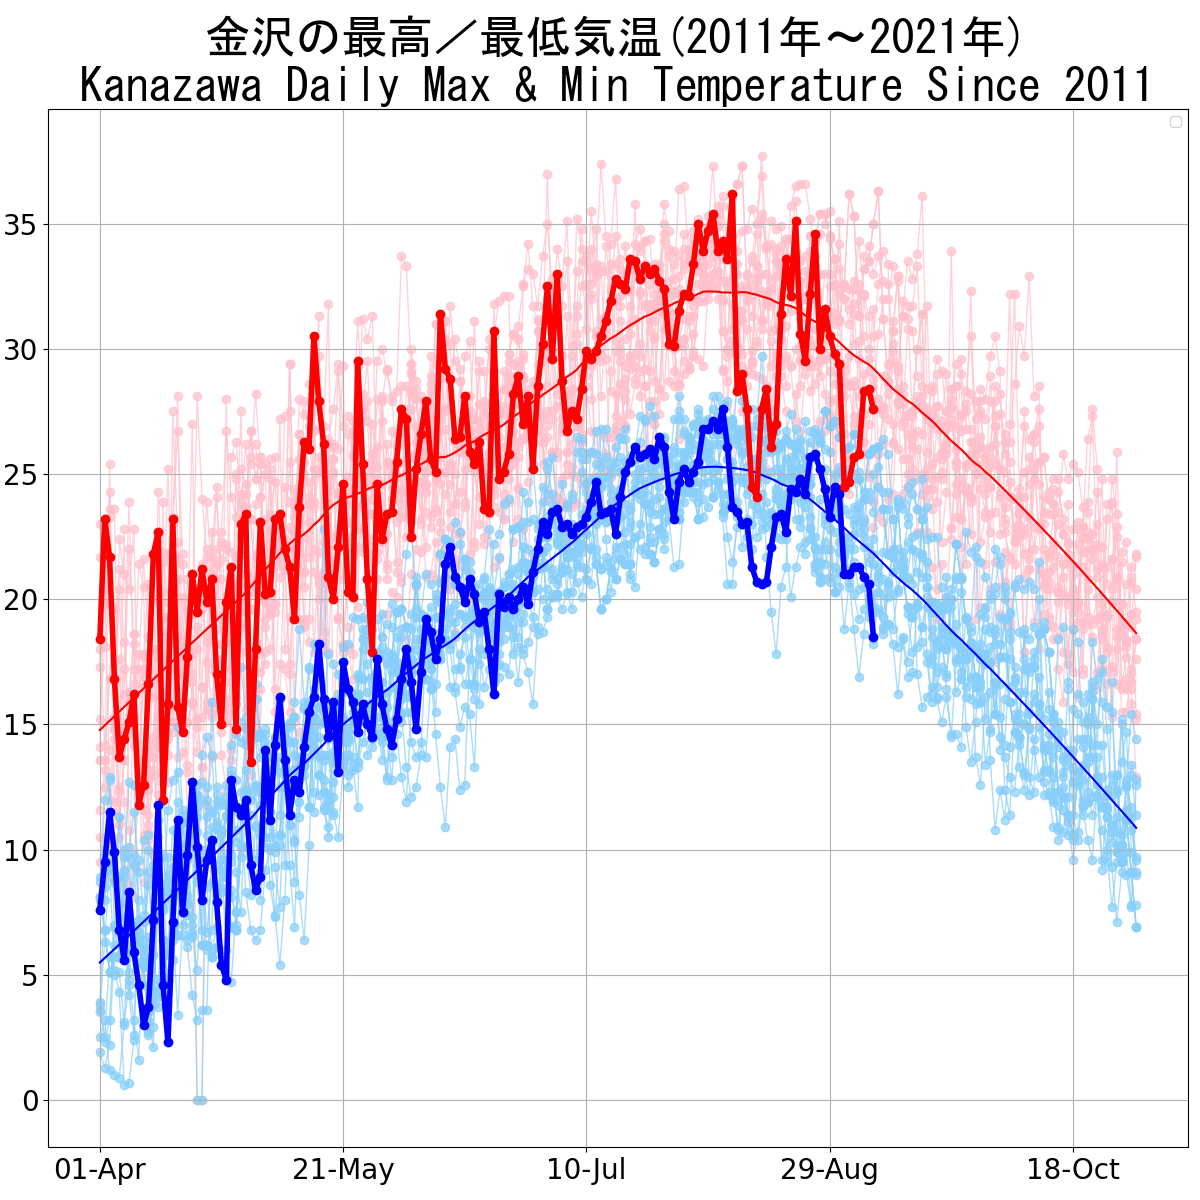 金沢の最高／最低気温(2011年～2021年)
Kanazawa Daily Max & Min Temperature Since 2011
35
30
25
20
15
10
5
0
01-Apr 21-May 10-Jul 29-Aug 18-Oct